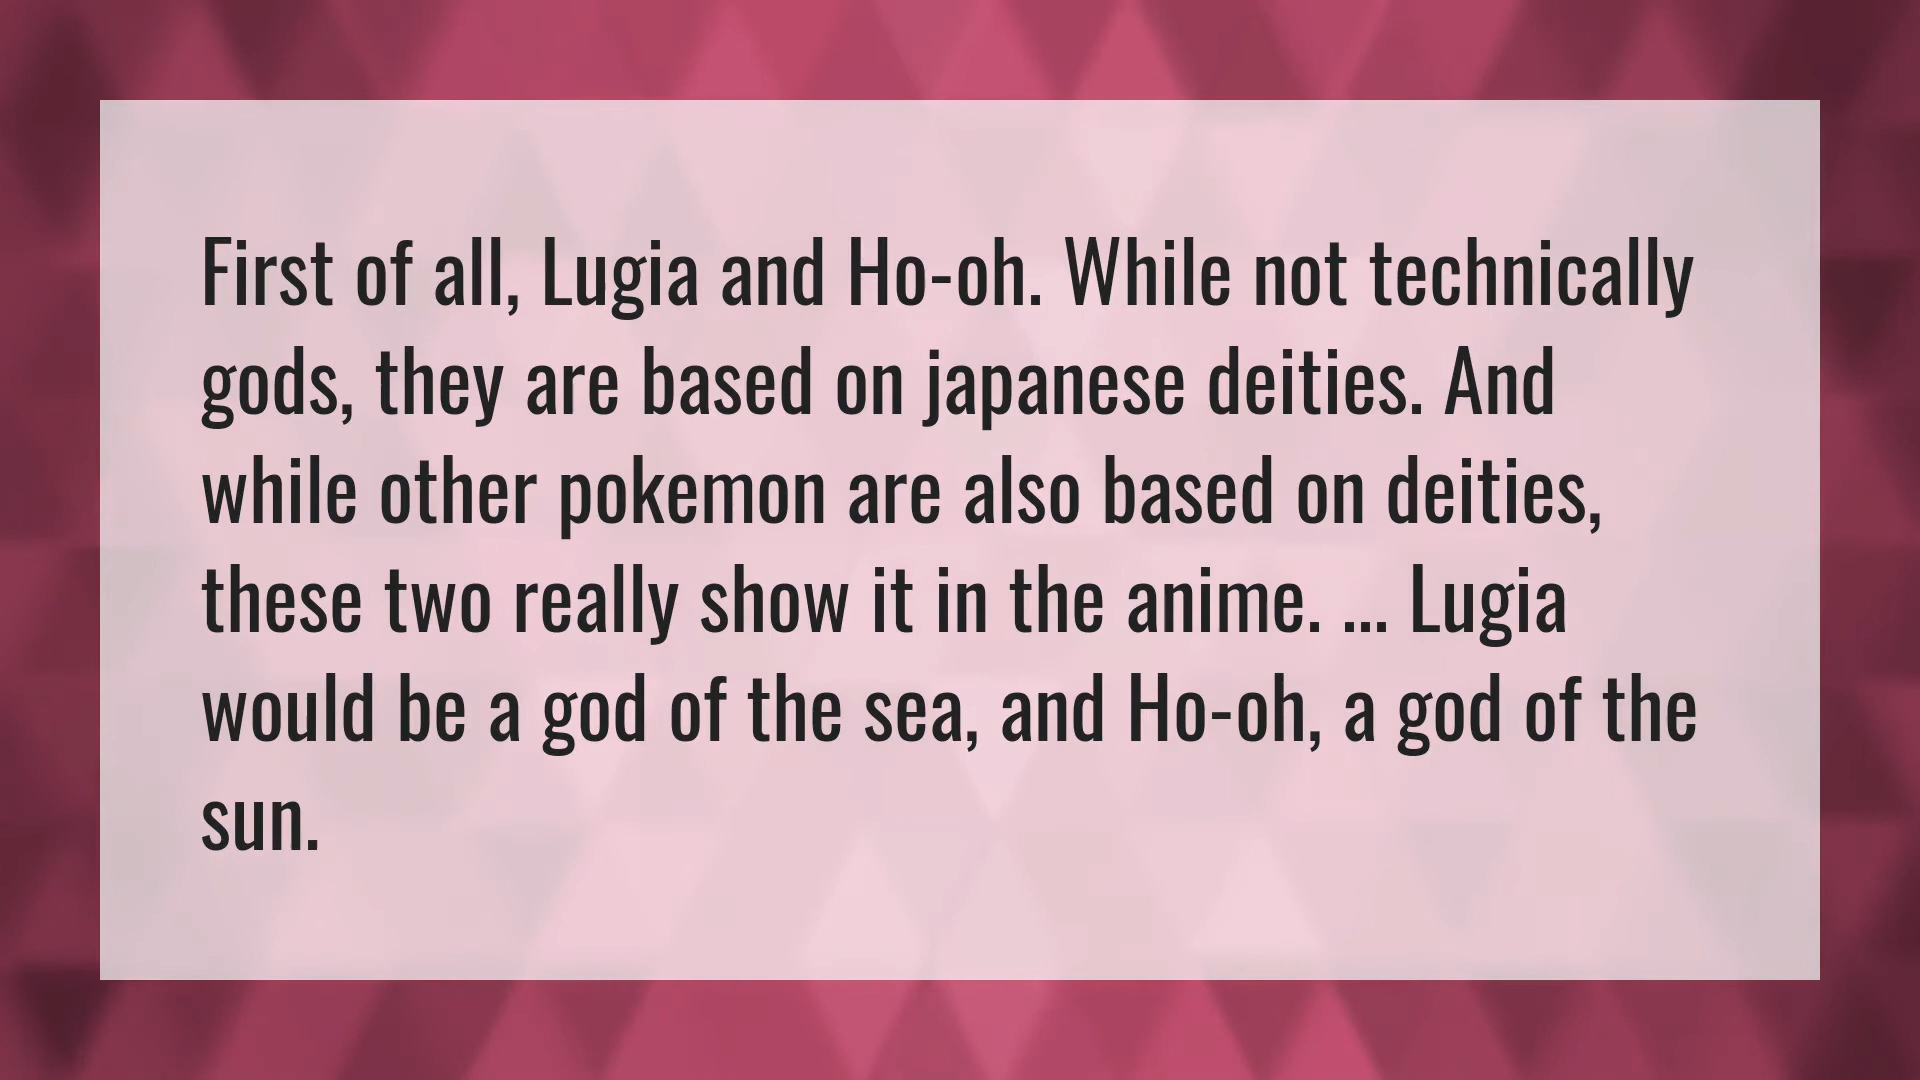 First of all, Lugia and Ho-oh. While not technically
gods, they are based on japanese deities. And
while other pokemon are also based on deities,
these two really show it in the anime. ... Lugia
would be a god of the sea, and Ho-oh, a god of the
sun.